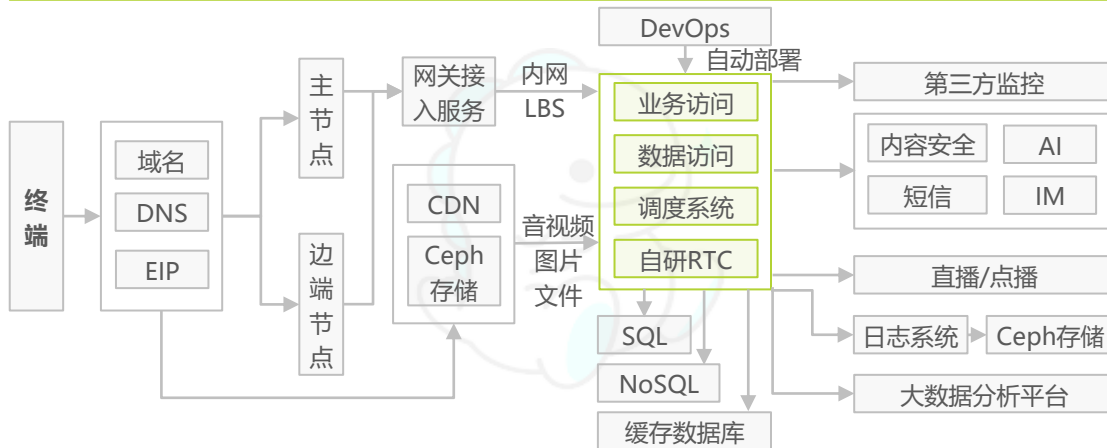 DevOps
自动部署
终
端
域名
DNS
EIP
主
节
点
边
端
节
点
网关接
入服务
内网
LBS
CDN
Ceph
存储
音视频
图片
文件
业务访问
数据访问
调度系统
自研RTC
SQL
NoSQL
缓存数据库
第三方监控
内容安全
AI
短信
IM
直播/点播
日志系统
Ceph存储
大数据分析平台